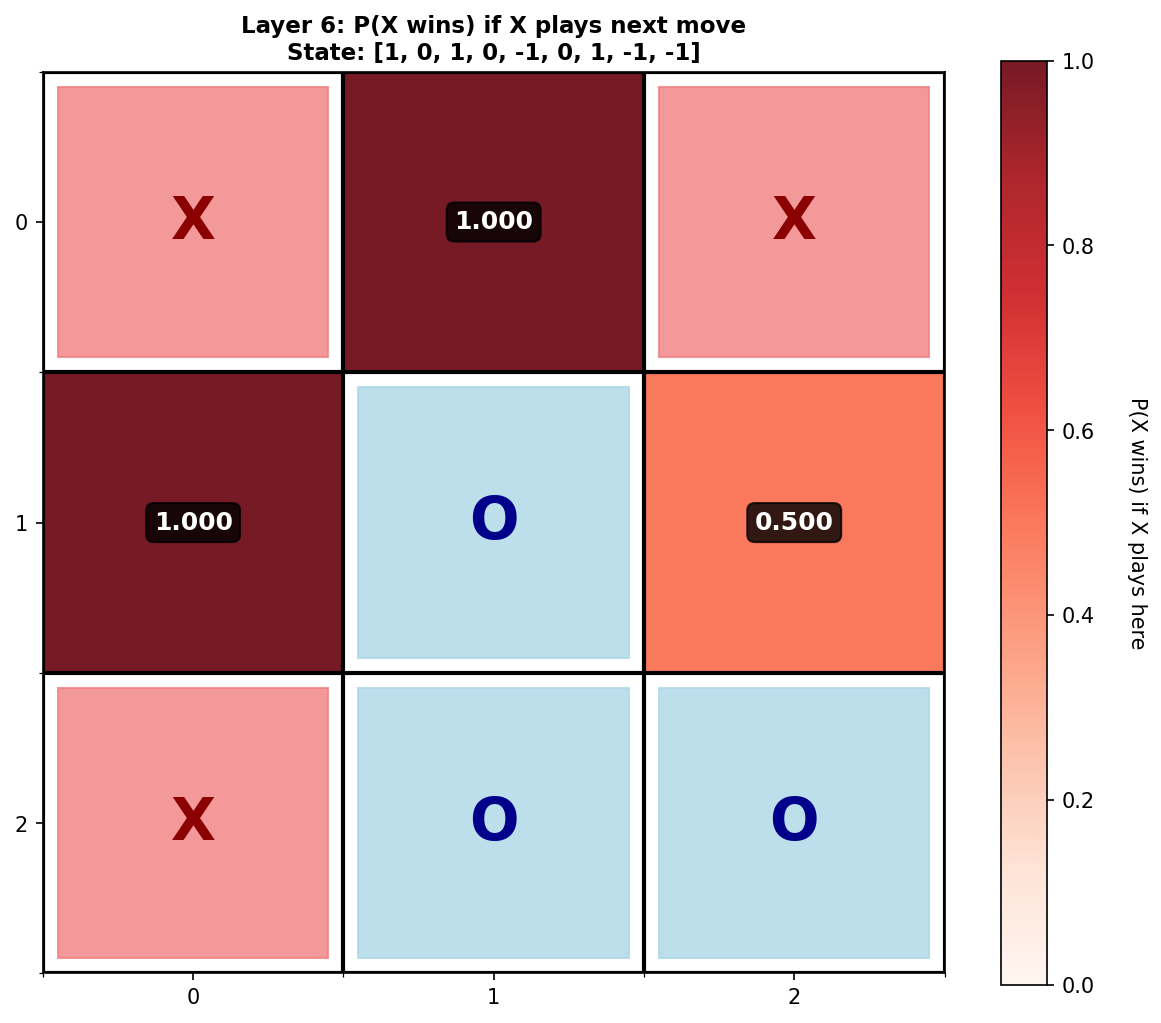 Layer 6: P(X wins) if X plays next move
State: [1, 0, 1, 0, -1, 0, 1, -1, -1]
X
1.000
X
1.000
O
0.500
X
O
O
0
1
2
0
1
2
1.0
0.8
0.6
0.4
0.2
0.0
P(X wins) if X plays here